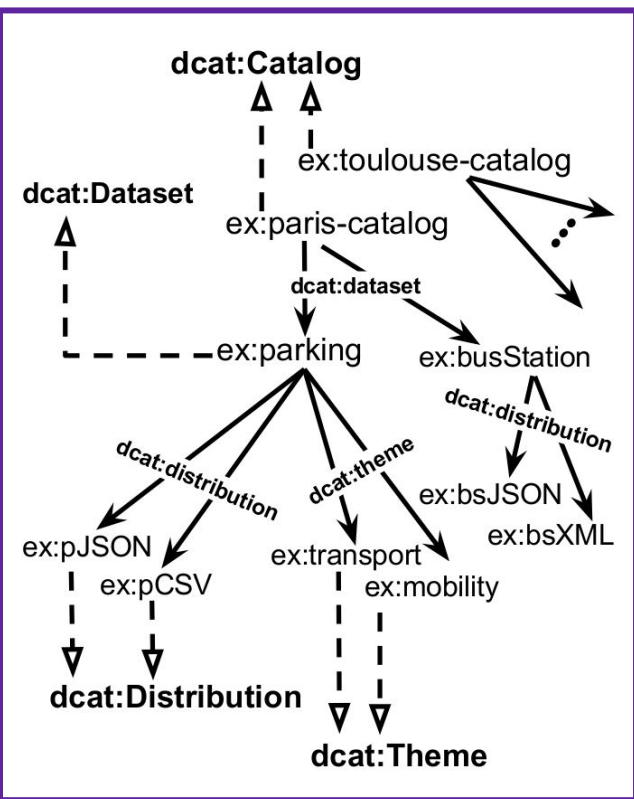 dcat:Catalog
ex:toulouse-catalog
dcat:Dataset
ex:paris-catalog
dcat:dataset
ex:parking
ex:busStation
dcat:distribution
dcat:theme
dcat:distribution
ex:bsJSON
ex:bsXML
ex:pJSON
ex:transport
ex:pCSV
ex:mobility
dcat:Distribution
dcat:Theme